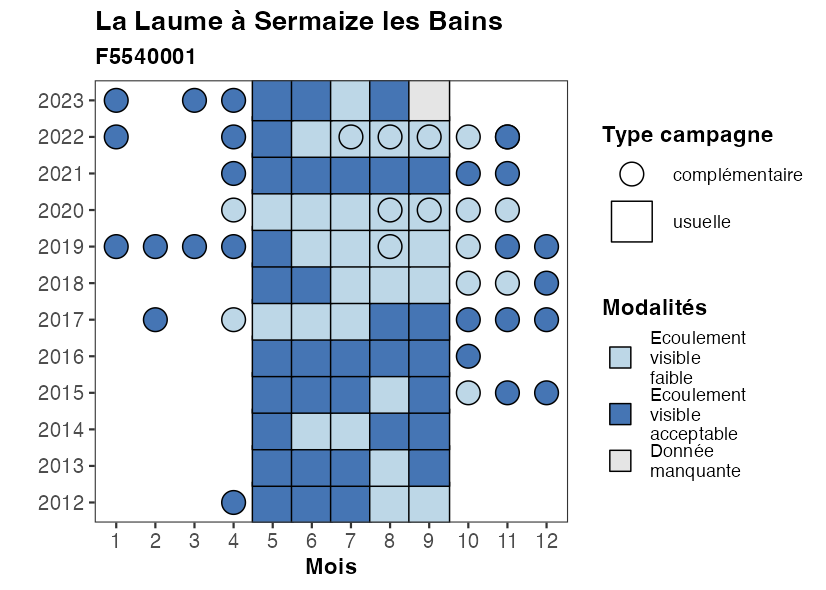 La Laume à Sermaize les Bains
F5540001
2023
2022
2021
2020
2019
2018
2017
2016
2015
2014
2013
2012
1 2 3 4 5 6 7 8 9 10 11 12
Mois
Type campagne
complémentaire
usuelle
Modalités
Ecoulement
visible
faible
Ecoulement
visible
acceptable
Donnée
manquante